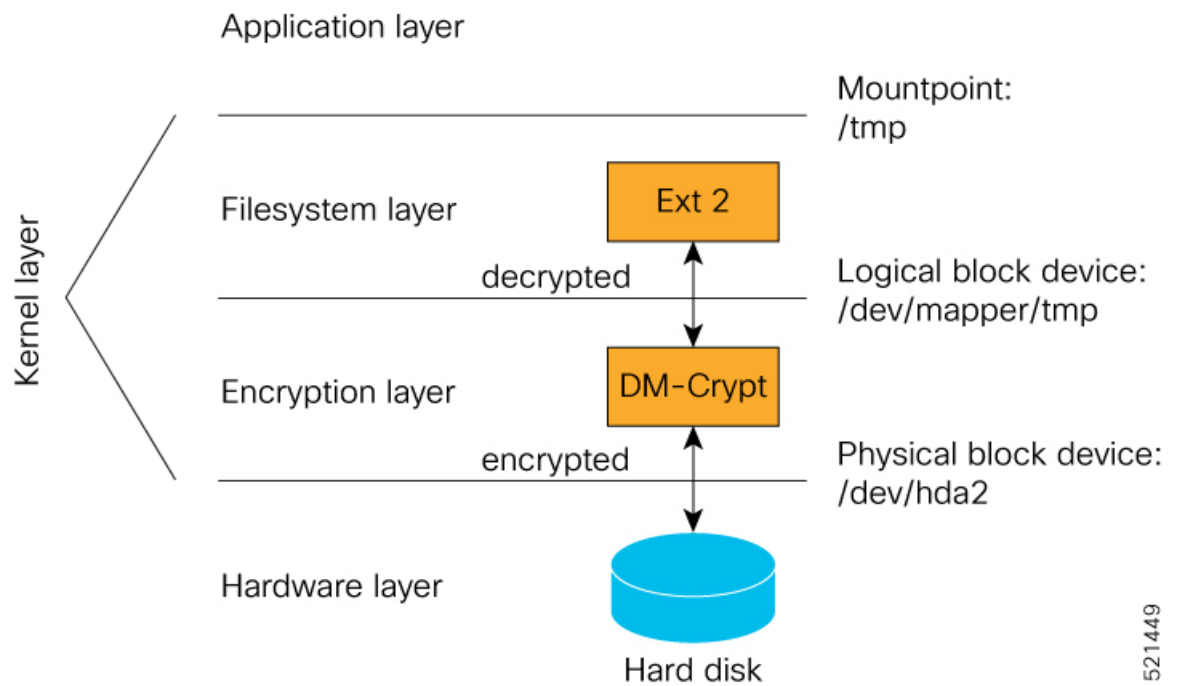 Application layer
Mountpoint:
/tmp
Kernel layer
Filesystem layer
Ext 2
decrypted
Logical block device:
/dev/mapper/tmp
Encryption layer
DM-Crypt
encrypted
Physical block device:
/dev/hda2
Hardware layer
Hard disk
521449